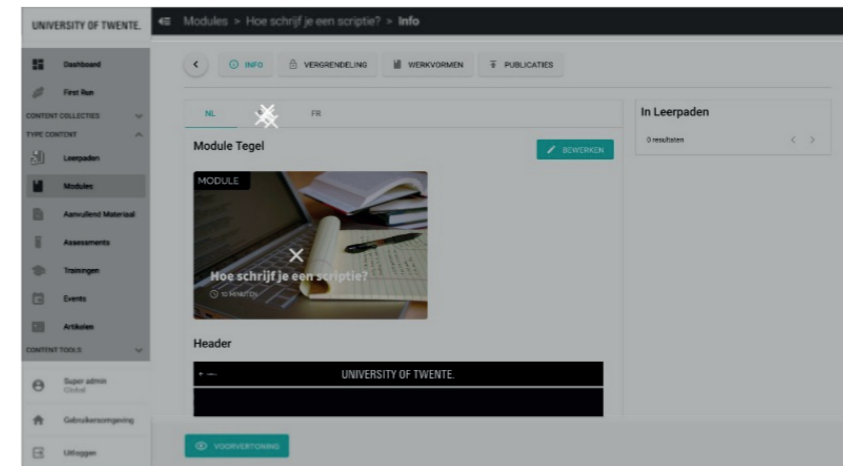 UNIVERSITY OF TWENTE.
Modules > Hoe schrijf je een scriptie? > Info
Dashboard
First Run
CONTENT COLLECTIES
TYPE CONTENT
Leerpaden
Modules
Aanvullend Materiaal
Assessments
Trainingen
Events
Artikelen
CONTENT TOOLS
Super admin
Global
Gebruikersomgeving
Uitloggen
INFO
VERGRENDELING
WERKVORMEN
PUBLICATIES
NL
FR
Module Tegel
BEWERKEN
MODULE
Hoe schrijf je een scriptie?
10 MINUTEN
Header
UNIVERSITY OF TWENTE.
VOORVERTONING
In Leerpaden
0 resultaten